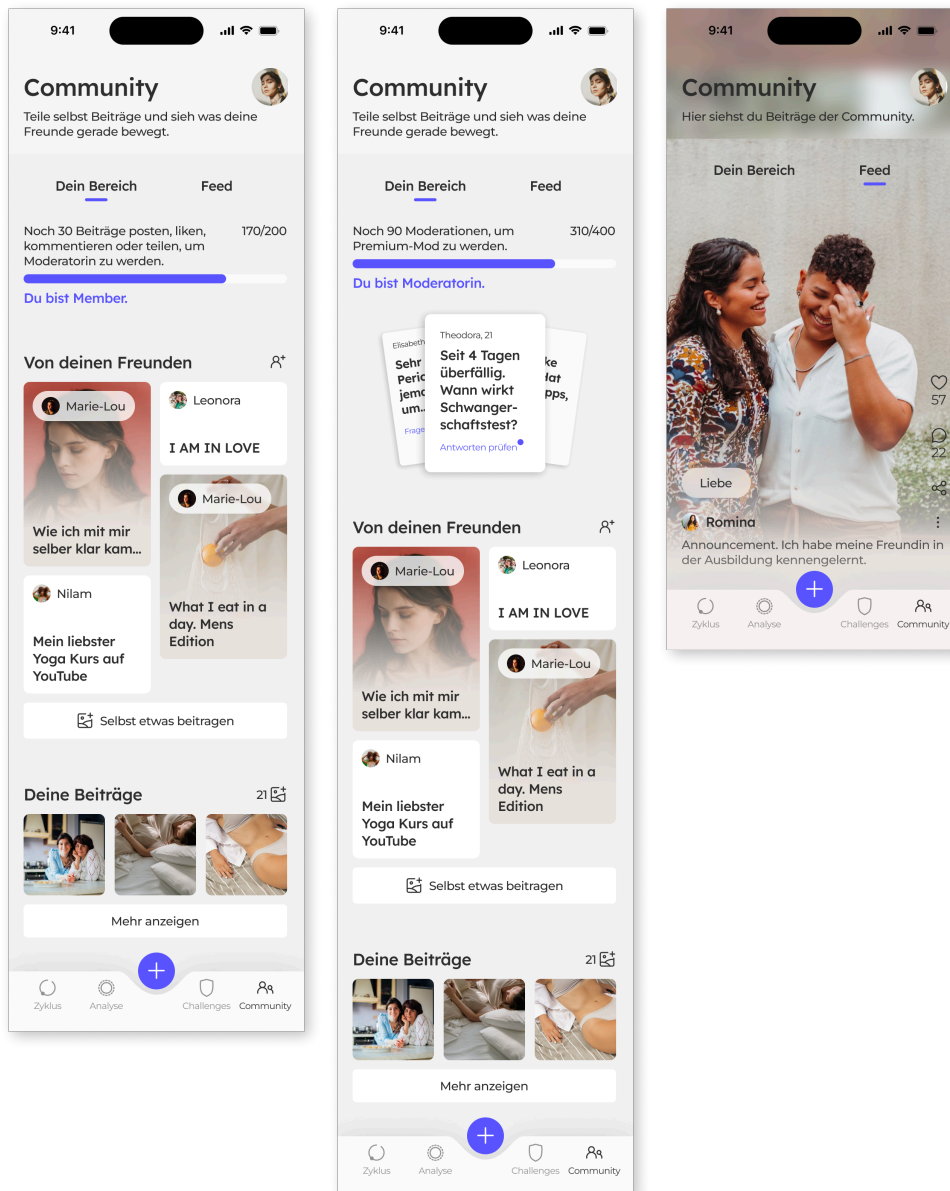 9:41
Community
Teile selbst Beiträge und sieh was deine
Freunde gerade bewegt.
Dein Bereich
Feed
Noch 30 Beiträge posten, liken,
kommentieren oder teilen, um
Moderatorin zu werden.
170/200
Du bist Member.
Von deinen Freunden
Marie-Lou
Wie ich mit mir
selber klar kam...
Leonora
I AM IN LOVE
Marie-Lou
What I eat in a
day. Mens
Edition
Nilam
Mein liebster
Yoga Kurs auf
YouTube
Selbst etwas beitragen
Deine Beiträge
21
Mehr anzeigen
Zyklus
Analyse
Challenges
Community
9:41
Community
Teile selbst Beiträge und sieh was deine
Freunde gerade bewegt.
Dein Bereich
Feed
Noch 90 Moderationen, um
Premium-Mod zu werden.
310/400
Du bist Moderatorin.
Elisabeth
Sehr
Perio
jema
um..
Frage
Theodora, 21
Seit 4 Tagen
überfällig.
Wann wirkt
Schwanger-
schaftstest?
Antworten prüfen
ke
dat
pps,
Von deinen Freunden
Marie-Lou
Wie ich mit mir
selber klar kam...
Leonora
I AM IN LOVE
Marie-Lou
What I eat in a
day. Mens
Edition
Nilam
Mein liebster
Yoga Kurs auf
YouTube
Selbst etwas beitragen
Deine Beiträge
21
Mehr anzeigen
Zyklus
Analyse
Challenges
Community
9:41
Community
Hier siehst du Beiträge der Community.
Dein Bereich
Feed
57
22
Liebe
Romina
Announcement. Ich habe meine Freundin in
der Ausbildung kennengelernt.
Zyklus
Analyse
Challenges
Community